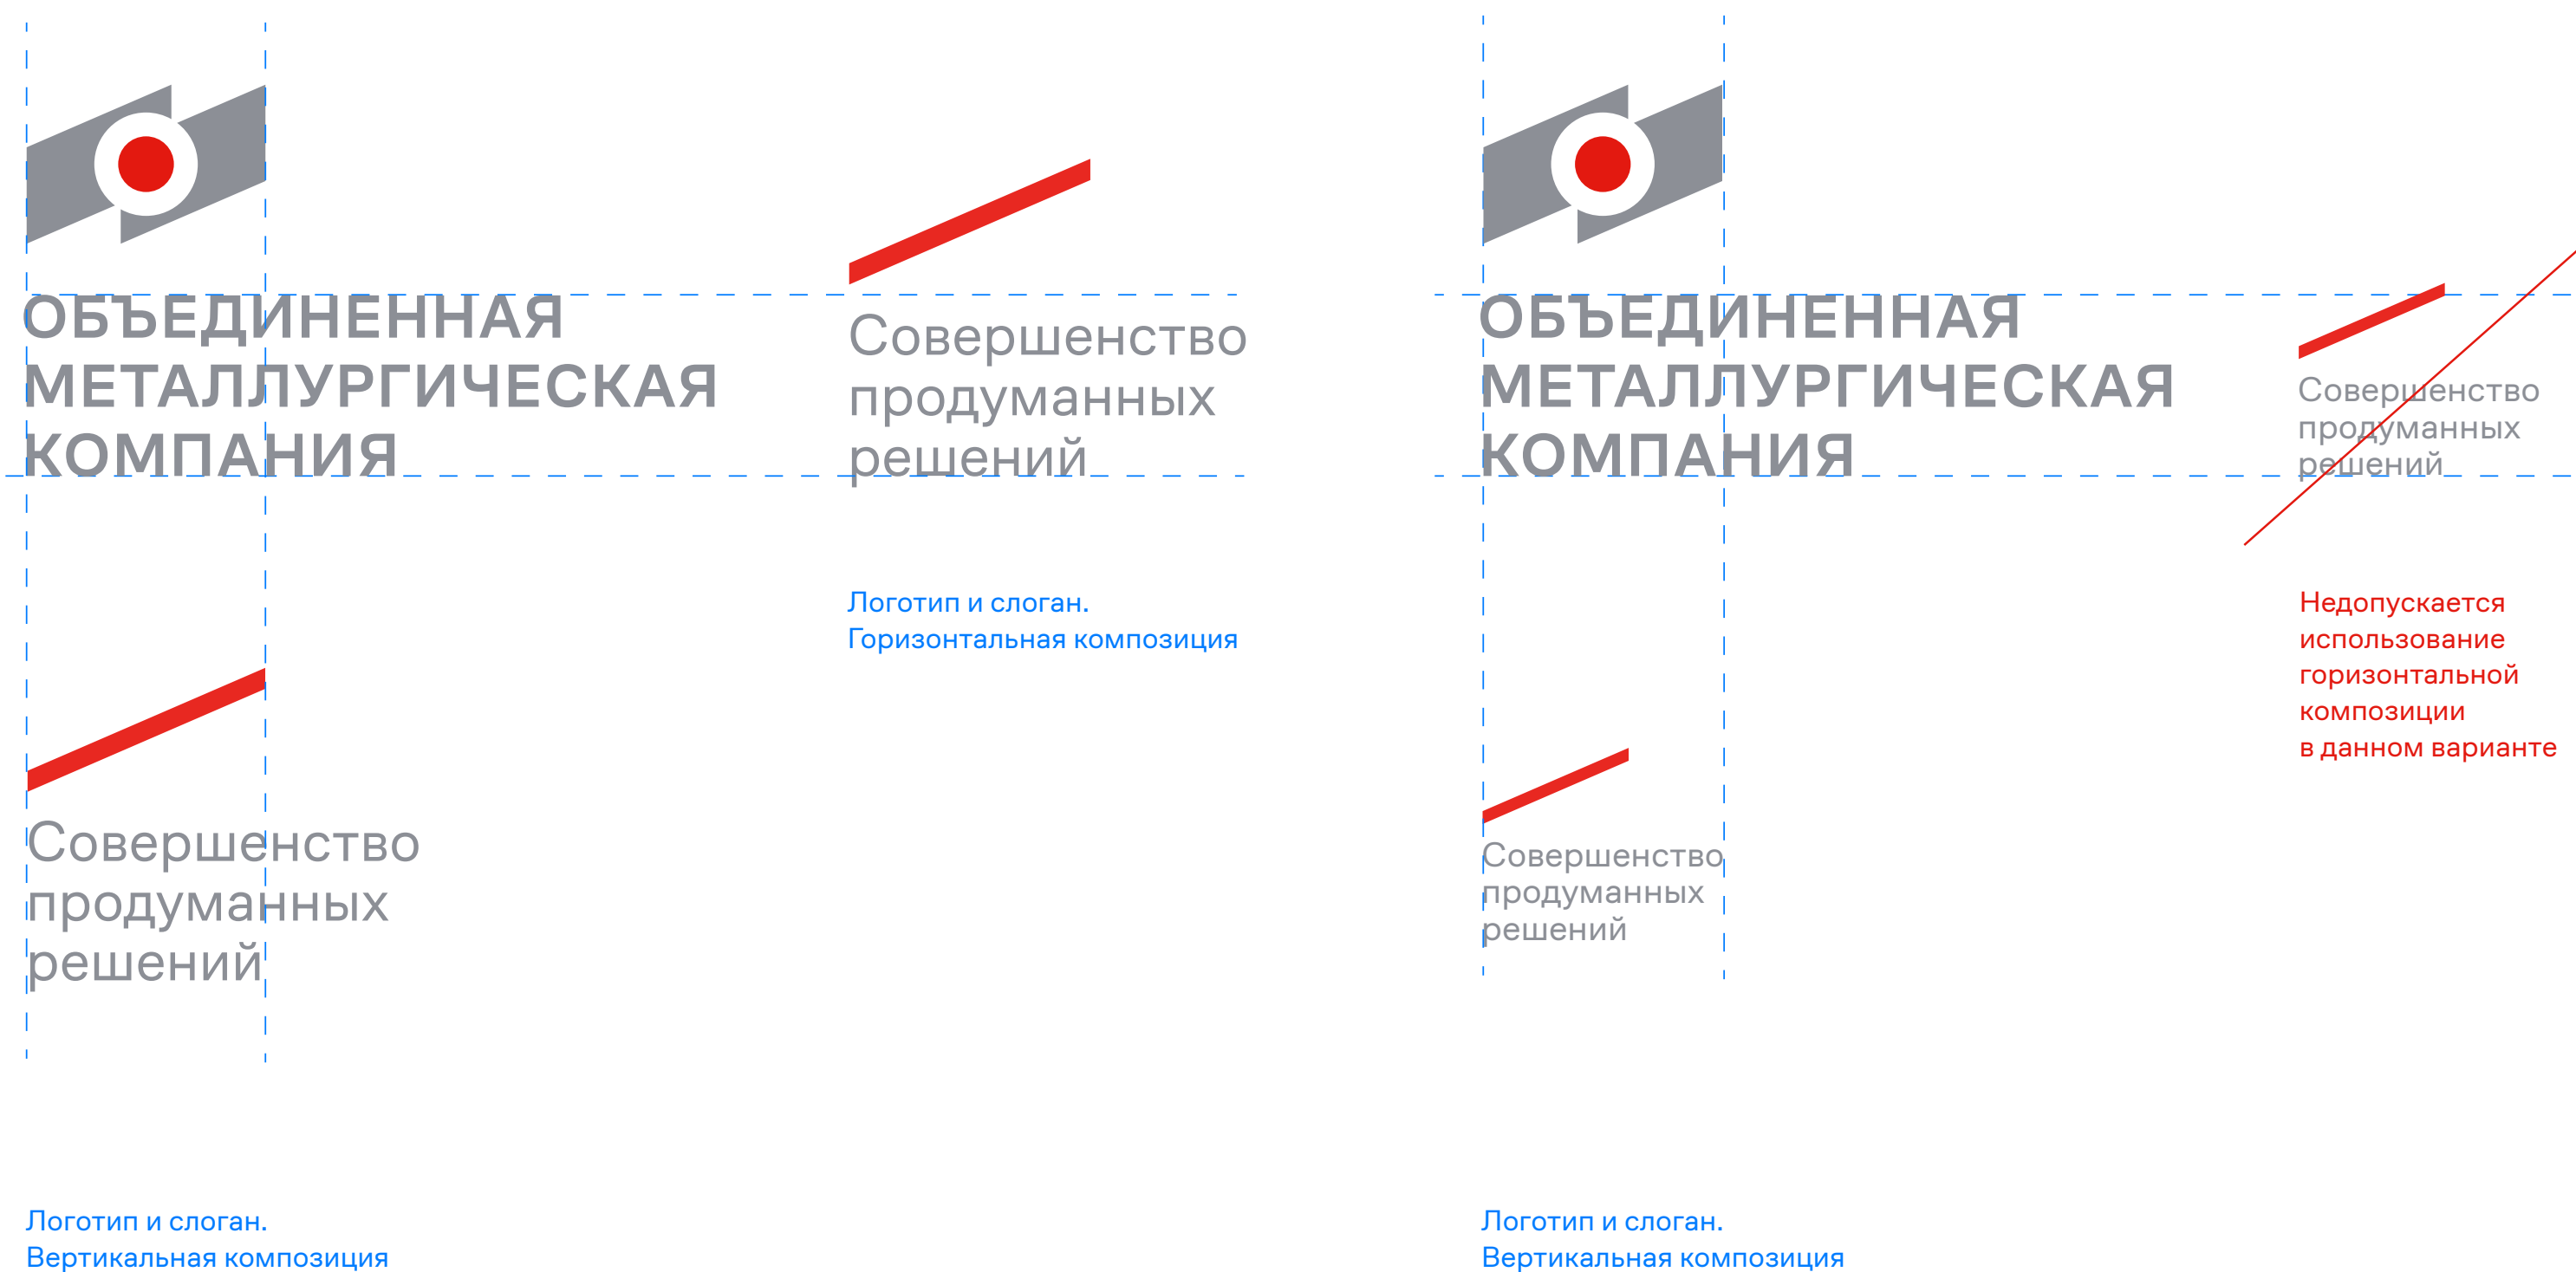 ОБЪЕДИНЕННАЯ
МЕТАЛЛУРГИЧЕСКАЯ
КОМПАНИЯ
Совершенство
продуманных
решений
Логотип и слоган.
Горизонтальная композиция
Совершенство
продуманных
решений
Логотип и слоган.
Вертикальная композиция
ОБЪЕДИНЕННАЯ
МЕТАЛЛУРГИЧЕСКАЯ
КОМПАНИЯ
Совершенство
продуманных
решений
Недопускается
использование
горизонтальной
композиции
в данном варианте
Совершенство
продуманных
решений
Логотип и слоган.
Вертикальная композиция